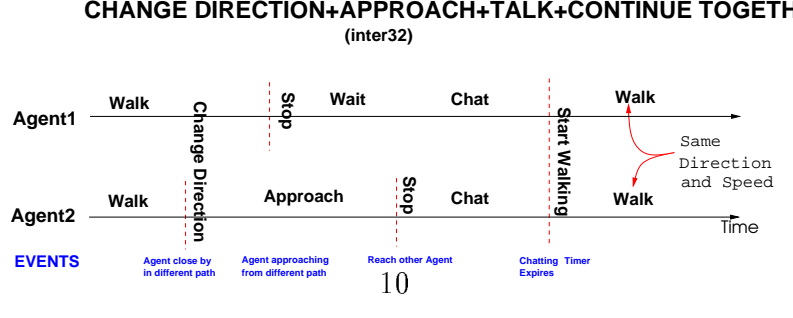 CHANGE DIRECTION+APPROACH+TALK+CONTINUE TOGETH
(inter32)
Walk
Wait
Chat
Walk
Agent1
Change Direction
Stop
Start Walking
Same
Direction
and Speed
Walk
Approach
Stop
Chat
Walk
Agent2
Time
EVENTS
Agent close by
in different path
Agent approaching
from different path
Reach other Agent
Chatting Timer
Expires
10